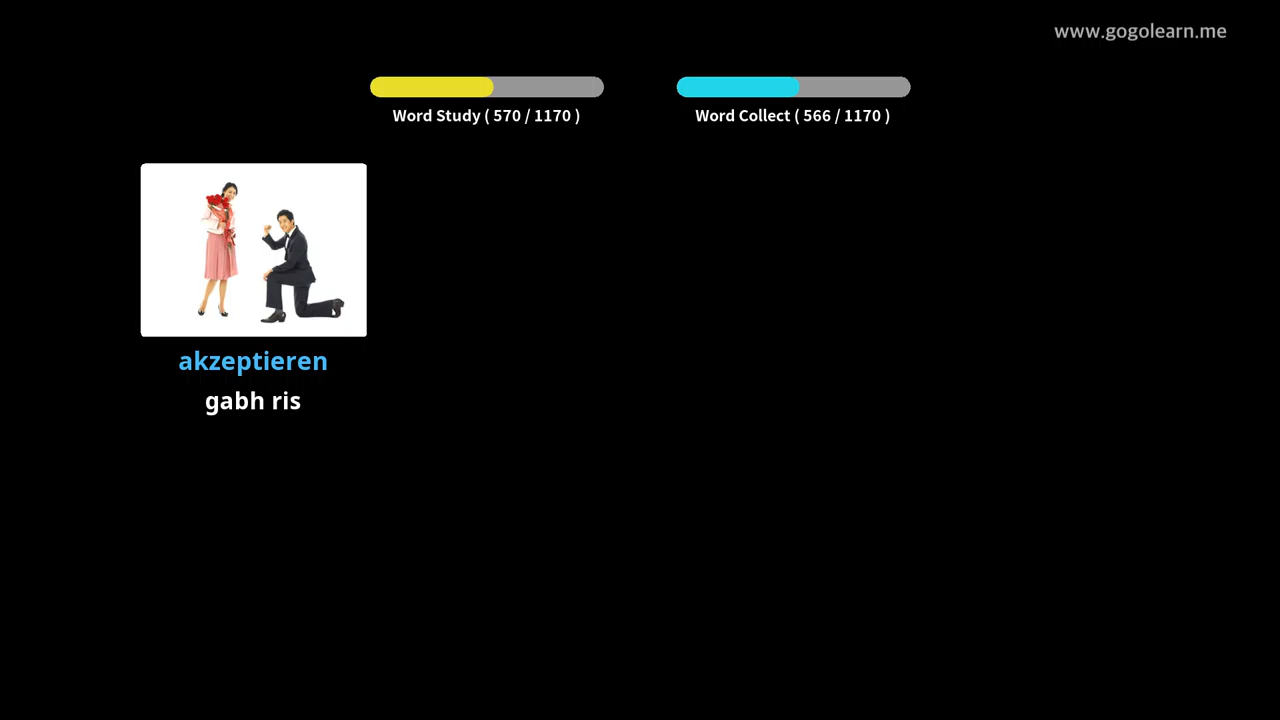 www.gogolearn.me
Word Study ( 570 / 1170 )
Word Collect ( 566 / 1170 )
akzeptieren
gabh ris